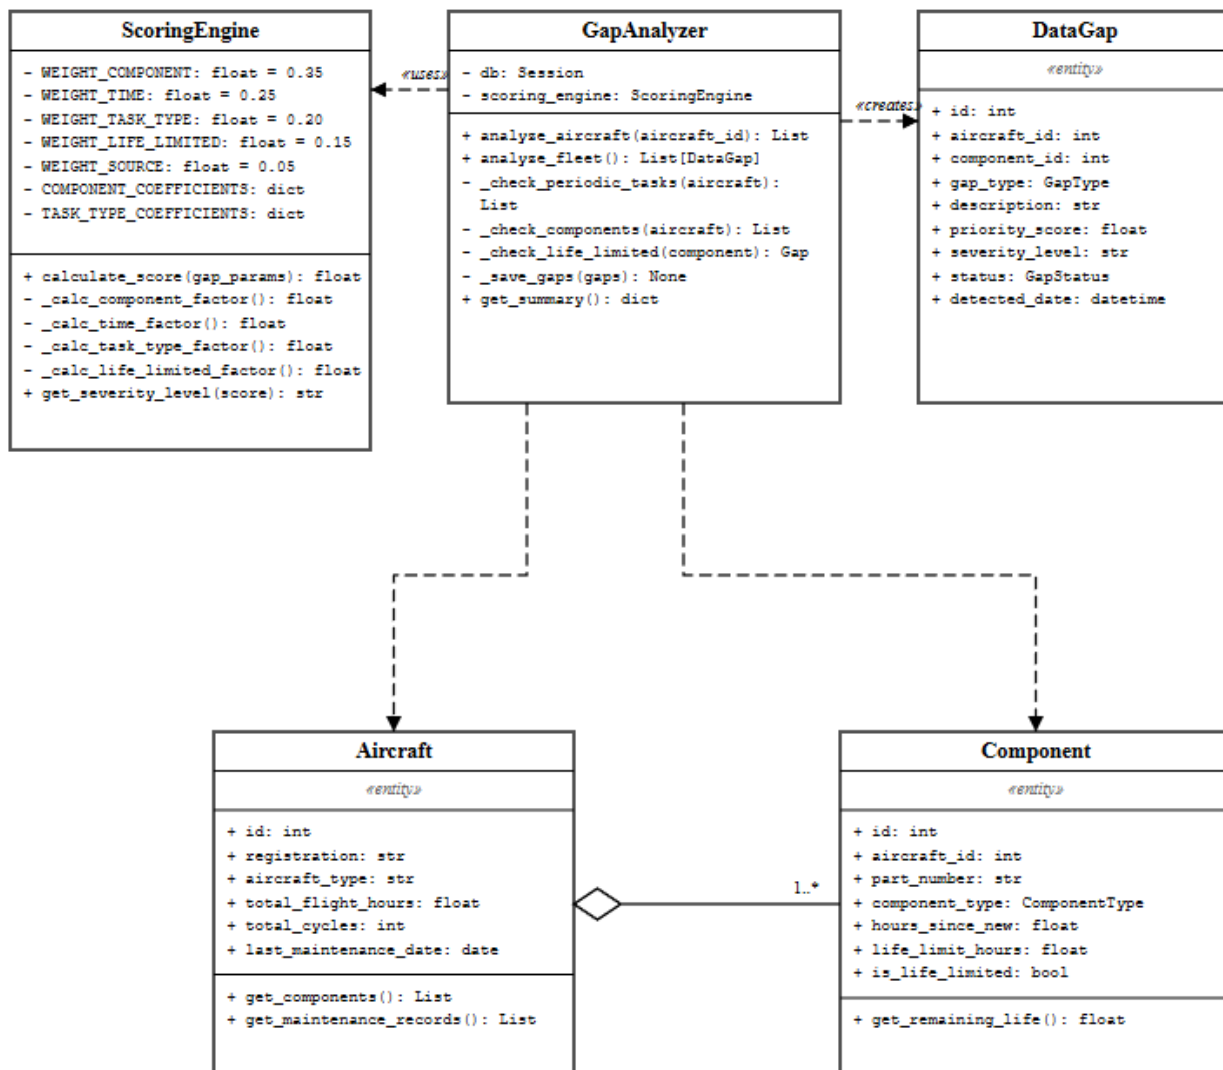 ScoringEngine
- WEIGHT_COMPONENT: float = 0.35
- WEIGHT_TIME: float = 0.25
- WEIGHT_TASK_TYPE: float = 0.20
- WEIGHT_LIFE_LIMITED: float = 0.15
- WEIGHT_SOURCE: float = 0.05
- COMPONENT_COEFFICIENTS: dict
- TASK_TYPE_COEFFICIENTS: dict
+ calculate_score(gap_params): float
- _calc_component_factor(): float
- _calc_time_factor(): float
- _calc_task_type_factor(): float
- _calc_life_limited_factor(): float
+ get_severity_level(score): str
«uses»
GapAnalyzer
- db: Session
- scoring_engine: ScoringEngine
+ analyze_aircraft(aircraft_id): List
+ analyze_fleet(): List[DataGap]
- _check_periodic_tasks(aircraft):
List
- _check_components(aircraft): List
- _check_life_limited(component): Gap
- _save_gaps(gaps): None
+ get_summary(): dict
«creates»
DataGap
«entity»
+ id: int
+ aircraft_id: int
+ component_id: int
+ gap_type: GapType
+ description: str
+ priority_score: float
+ severity_level: str
+ status: GapStatus
+ detected_date: datetime
Aircraft
«entity»
+ id: int
+ registration: str
+ aircraft_type: str
+ total_flight_hours: float
+ total_cycles: int
+ last_maintenance_date: date
+ get_components(): List
+ get_maintenance_records(): List
1..*
Component
«entity»
+ id: int
+ aircraft_id: int
+ part_number: str
+ component_type: ComponentType
+ hours_since_new: float
+ life_limit_hours: float
+ is_life_limited: bool
+ get_remaining_life(): float